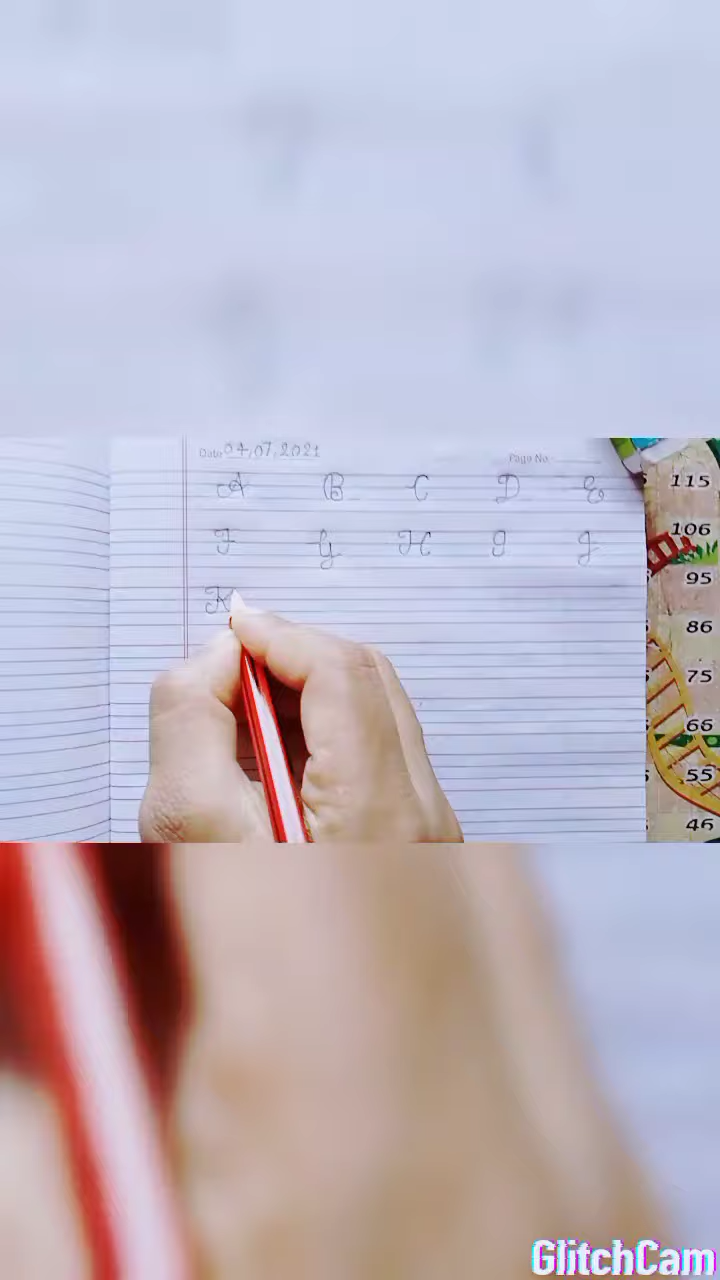 Date 04,07,2021
Page No.
A B C D E
F G H I J
K
115
106
95
86
75
66
55
46
GlitchCam